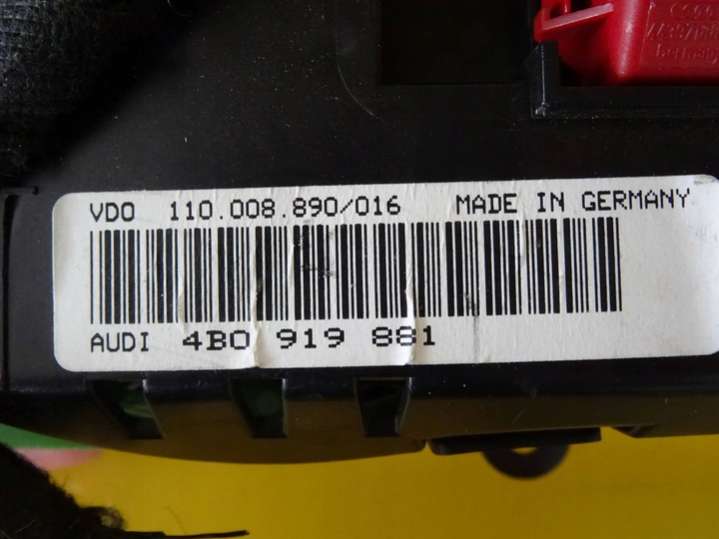 VDO 110.008.890/016 MADE IN GERMANY
AUDI 4B0 919 881